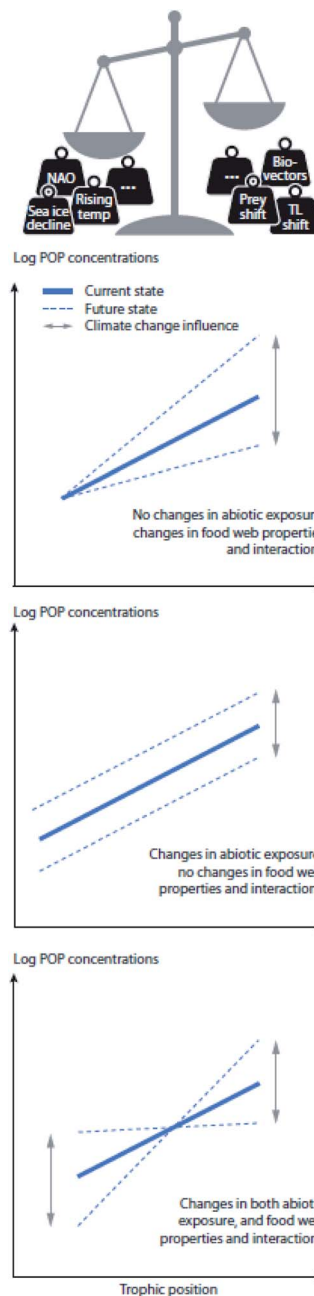 NAO
...
Sea ice
decline
Rising
temp
...
Bio-
vectors
Prey
shift
TL
shift
Log POP concentrations
Current state
Future state
Climate change influence
No changes in abiotic exposur
changes in food web properti
and interaction
Log POP concentrations
Changes in abiotic exposur
no changes in food we
properties and interaction
Log POP concentrations
Changes in both abiot
exposure, and food we
properties and interaction
Trophic position